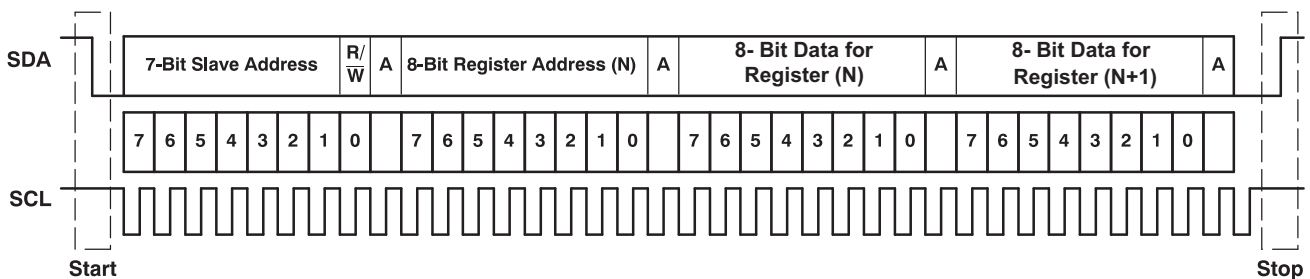 SDA
7-Bit Slave Address R/W A 8-Bit Register Address (N) A 8- Bit Data for Register (N) A 8- Bit Data for Register (N+1) A
7 6 5 4 3 2 1 0 7 6 5 4 3 2 1 0 7 6 5 4 3 2 1 0 7 6 5 4 3 2 1 0
SCL
Start Stop